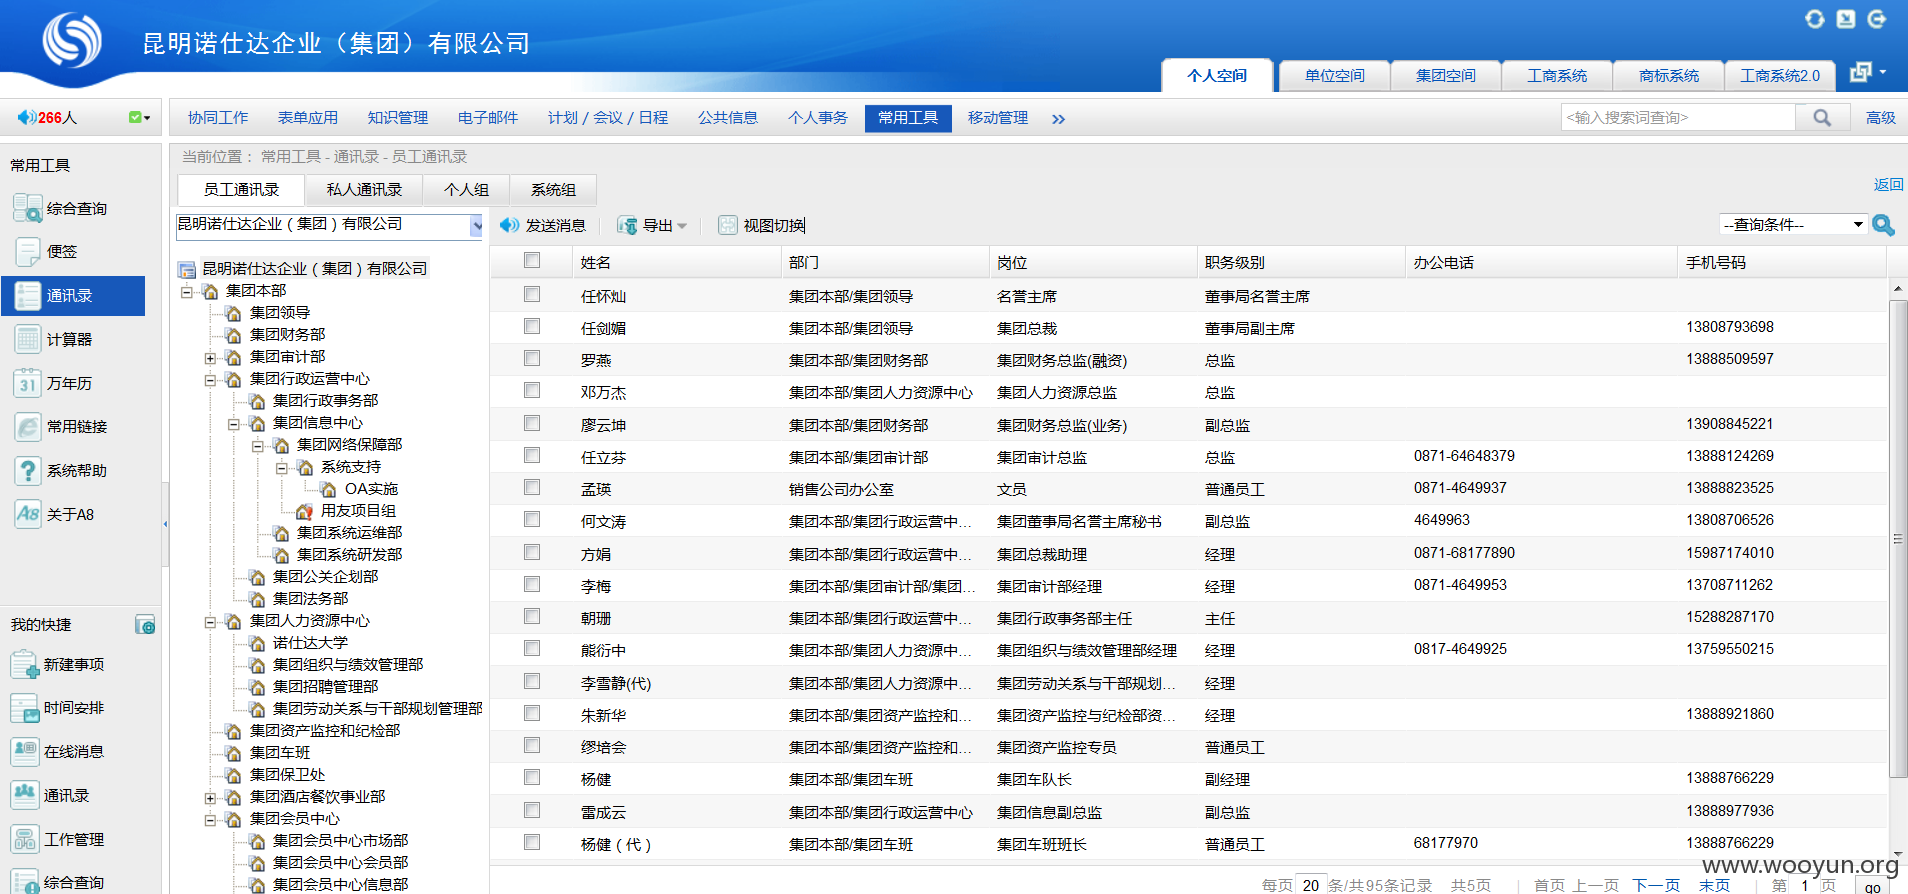 昆明诺仕达企业（集团）有限公司
个人空间 单位空间 集团空间 工商系统 商标系统 工商系统2.0
266人 协同工作 表单应用 知识管理 电子邮件 计划 / 会议 / 日程 公共信息 个人事务 常用工具 移动管理 >> <输入搜索词查询> 高级
常用工具
综合查询
便签
通讯录
计算器
31 万年历
常用链接
? 系统帮助
A8 关于A8
我的快捷
新建事项
时间安排
在线消息
通讯录
工作管理
综合查询
当前位置： 常用工具 - 通讯录 - 员工通讯录
员工通讯录 私人通讯录 个人组 系统组
返回
昆明诺仕达企业（集团）有限公司
发送消息 导出 视图切换 --查询条件--
昆明诺仕达企业（集团）有限公司
集团本部
集团领导
集团财务部
集团审计部
集团行政运营中心
集团行政事务部
集团信息中心
集团网络保障部
系统支持
OA实施
用友项目组
集团系统运维部
集团系统研发部
集团公关企划部
集团法务部
集团人力资源中心
诺仕达大学
集团组织与绩效管理部
集团招聘管理部
集团劳动关系与干部规划管理部
集团资产监控和纪检部
集团车班
集团保卫处
集团酒店餐饮事业部
集团会员中心
集团会员中心市场部
集团会员中心会员部
集团会员中心信息部
姓名 部门 岗位 职务级别 办公电话 手机号码
任怀灿 集团本部/集团领导 名誉主席 董事局名誉主席
任剑媚 集团本部/集团领导 集团总裁 董事局副主席 13808793698
罗燕 集团本部/集团财务部 集团财务总监(融资) 总监 13888509597
邓万杰 集团本部/集团人力资源中心 集团人力资源总监 总监
廖云坤 集团本部/集团财务部 集团财务总监(业务) 副总监 13908845221
任立芬 集团本部/集团审计部 集团审计总监 总监 0871-64648379 13888124269
孟瑛 销售公司办公室 文员 普通员工 0871-4649937 13888823525
何文涛 集团本部/集团行政运营中... 集团董事局名誉主席秘书 副总监 4649963 13808706526
方娟 集团本部/集团行政运营中... 集团总裁助理 经理 0871-68177890 15987174010
李梅 集团本部/集团审计部/集团... 集团审计部经理 经理 0871-4649953 13708711262
朝珊 集团本部/集团行政运营中... 集团行政事务部主任 主任 15288287170
熊衍中 集团本部/集团人力资源中... 集团组织与绩效管理部经理 经理 0817-4649925 13759550215
李雪静(代) 集团本部/集团人力资源中... 集团劳动关系与干部规划... 经理
朱新华 集团本部/集团资产监控和... 集团资产监控与纪检部资... 经理 13888921860
缪培会 集团本部/集团资产监控和... 集团资产监控专员 普通员工
杨健 集团本部/集团车班 集团车队长 副经理 13888766229
雷成云 集团本部/集团行政运营中心 集团信息副总监 副总监 13888977936
杨健（代） 集团本部/集团车班 集团车班班长 普通员工 68177970 13888766229
www.wooyun.org
每页 20 条/共95条记录 共5页 首页 上一页 下一页 末页 第 1 页 go